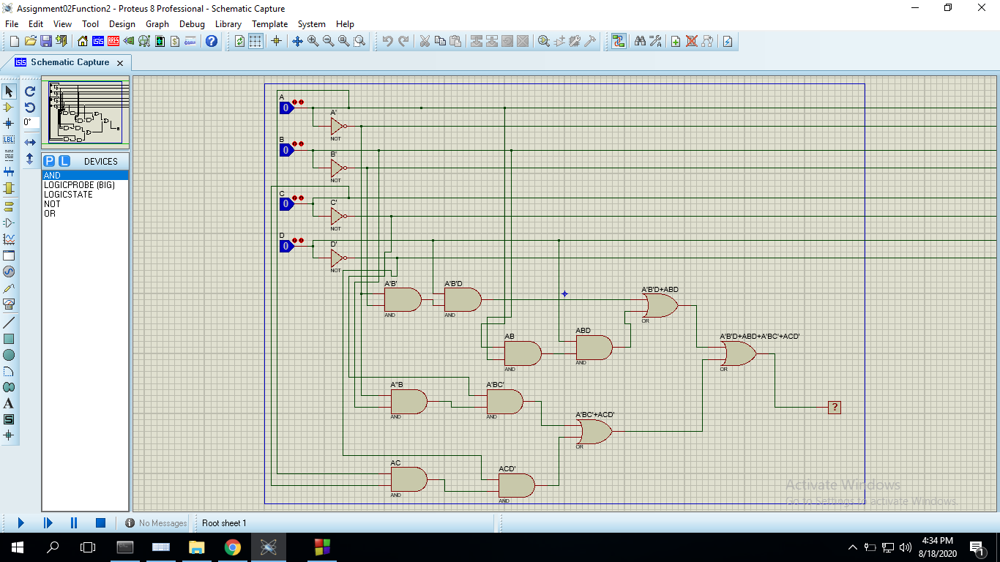 Assignment02Function2 - Proteus 8 Professional - Schematic Capture
File Edit View Tool Design Graph Debug Library Template System Help
Schematic Capture
0°
P L DEVICES
AND
LOGICPROBE (BIG)
LOGICSTATE
NOT
OR
LBL
A
S
A
0
A'
NOT
B
0
B'
NOT
C
0
C'
NOT
D
0
D'
NOT
A'B'
AND
A'B'D
AND
A'B'D+ABD
OR
AB
AND
ABD
AND
A'B'D+ABD+A'BC'+ACD'
OR
A''B
AND
A'BC'
AND
?
A'BC'+ACD'
OR
AC
AND
ACD'
AND
Activate Windows
Go to Settings to activate Windows.
No Messages
Root sheet 1
4:34 PM
8/18/2020
1